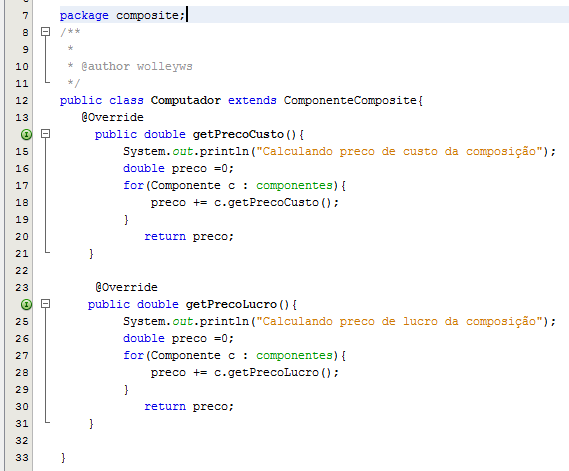 7 package composite;
8 /**
9 *
10 * @author wolleyws
11 */
12 public class Computador extends ComponenteComposite{
13 @Override
public double getPrecoCusto(){
15 System.out.println("Calculando preco de custo da composição");
16 double preco =0;
17 for(Componente c : componentes){
18 preco += c.getPrecoCusto();
19 }
20 return preco;
21 }
22
23 @Override
public double getPrecoLucro(){
25 System.out.println("Calculando preco de lucro da composição");
26 double preco =0;
27 for(Componente c : componentes){
28 preco += c.getPrecoLucro();
29 }
30 return preco;
31 }
32
33 }